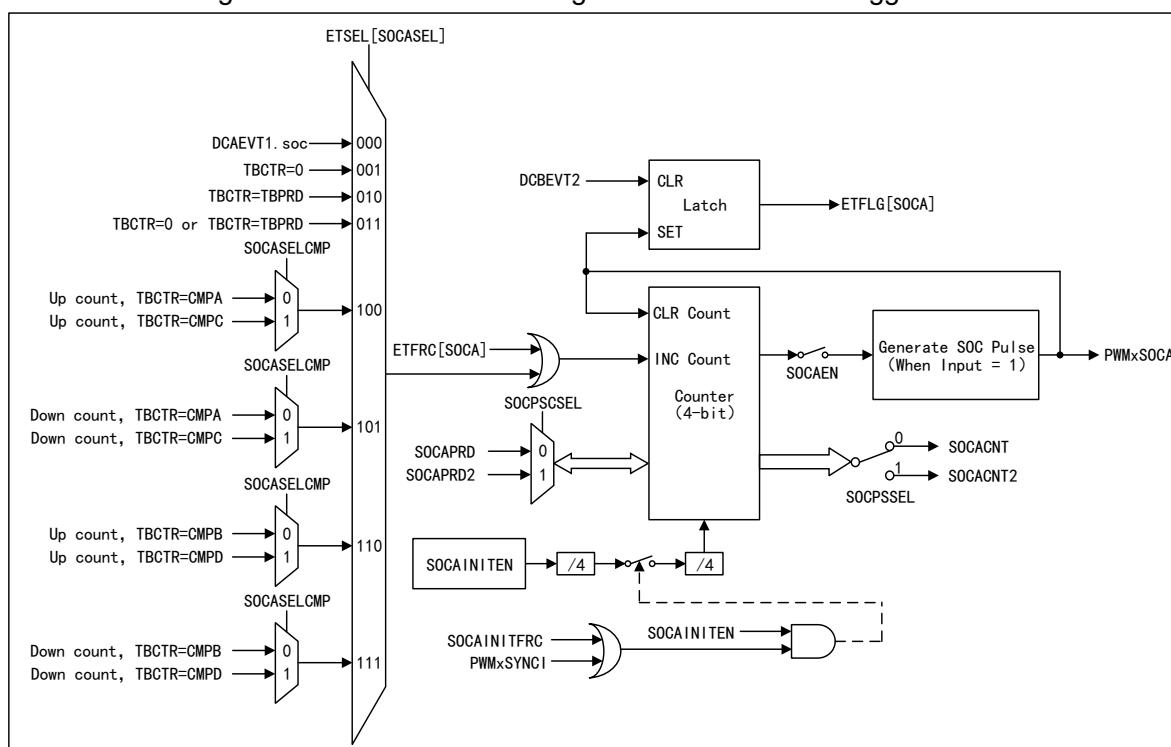 ETSEL[SOCASEL]
DCAEVT1.soc
000
TBCTR=0
001
TBCTR=TBPRD
010
TBCTR=0 or TBCTR=TBPRD
011
SOCASELCMP
Up count, TBCTR=CMPA
0
Up count, TBCTR=CMPC
1
100
SOCASELCMP
Down count, TBCTR=CMPA
0
Down count, TBCTR=CMPC
1
101
SOCASELCMP
Up count, TBCTR=CMPB
0
Up count, TBCTR=CMPD
1
110
SOCASELCMP
Down count, TBCTR=CMPB
0
Down count, TBCTR=CMPD
1
111
DCBEVT2
CLR
Latch
SET
ETFLG[SOCA]
ETFRC[SOCA]
CLR Count
INC Count
Counter
(4-bit)
SOCAEN
Generate SOC Pulse
(When Input = 1)
PWMxSOCA
SOCPSCSEL
SOCAPRD
0
SOCAPRD2
1
0
SOCACNT
1
SOCACNT2
SOCPSSEL
SOCAINITEN
/4
/4
SOCAINITFRC
PWMxSYNCI
SOCAINITEN